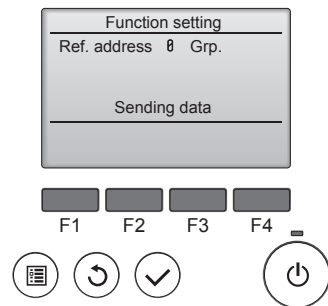 Function setting
Ref. address 0 Grp.
Sending data
F1 F2 F3 F4